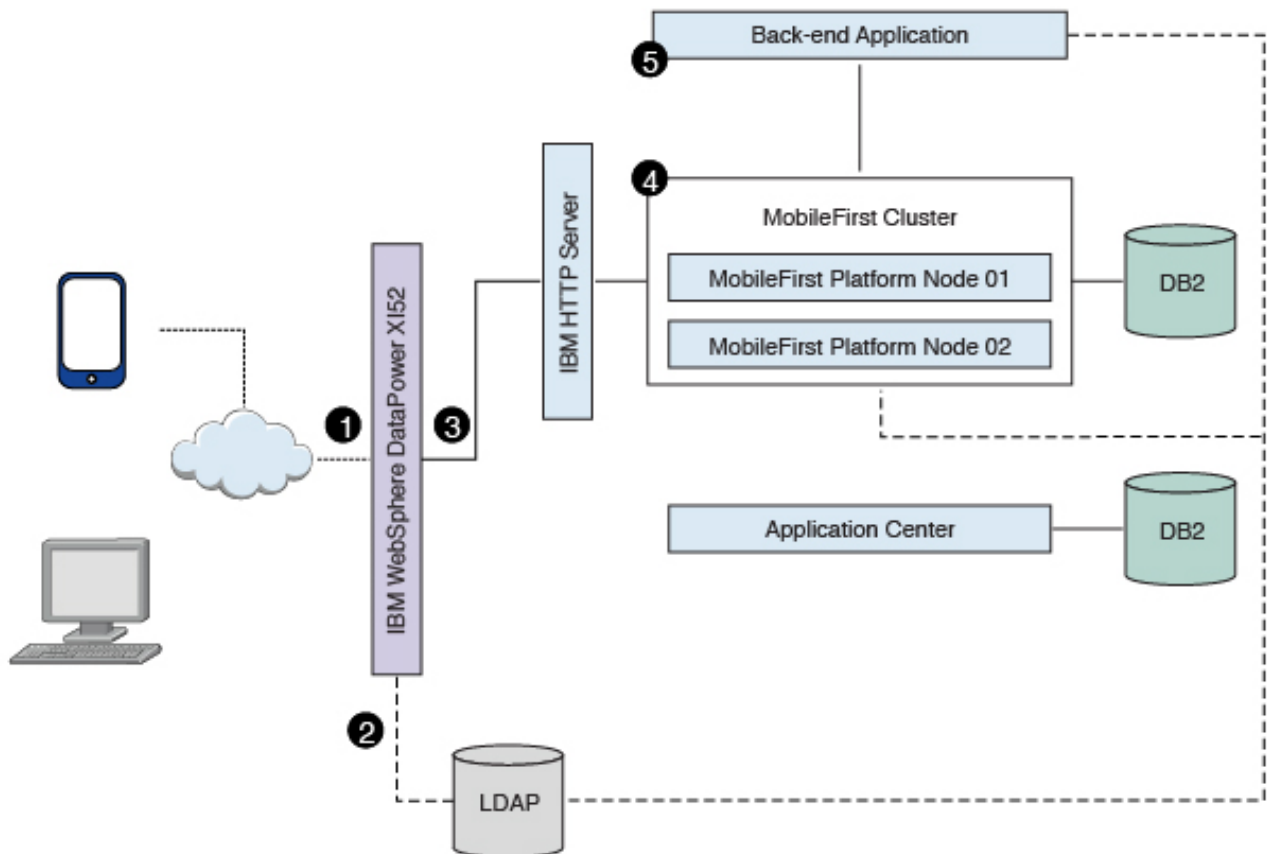 Back-end Application
5
4
MobileFirst Cluster
IBM HTTP Server
MobileFirst Platform Node 01
DB2
MobileFirst Platform Node 02
IBM WebSphere DataPower XI52
1
3
Application Center
DB2
2
LDAP